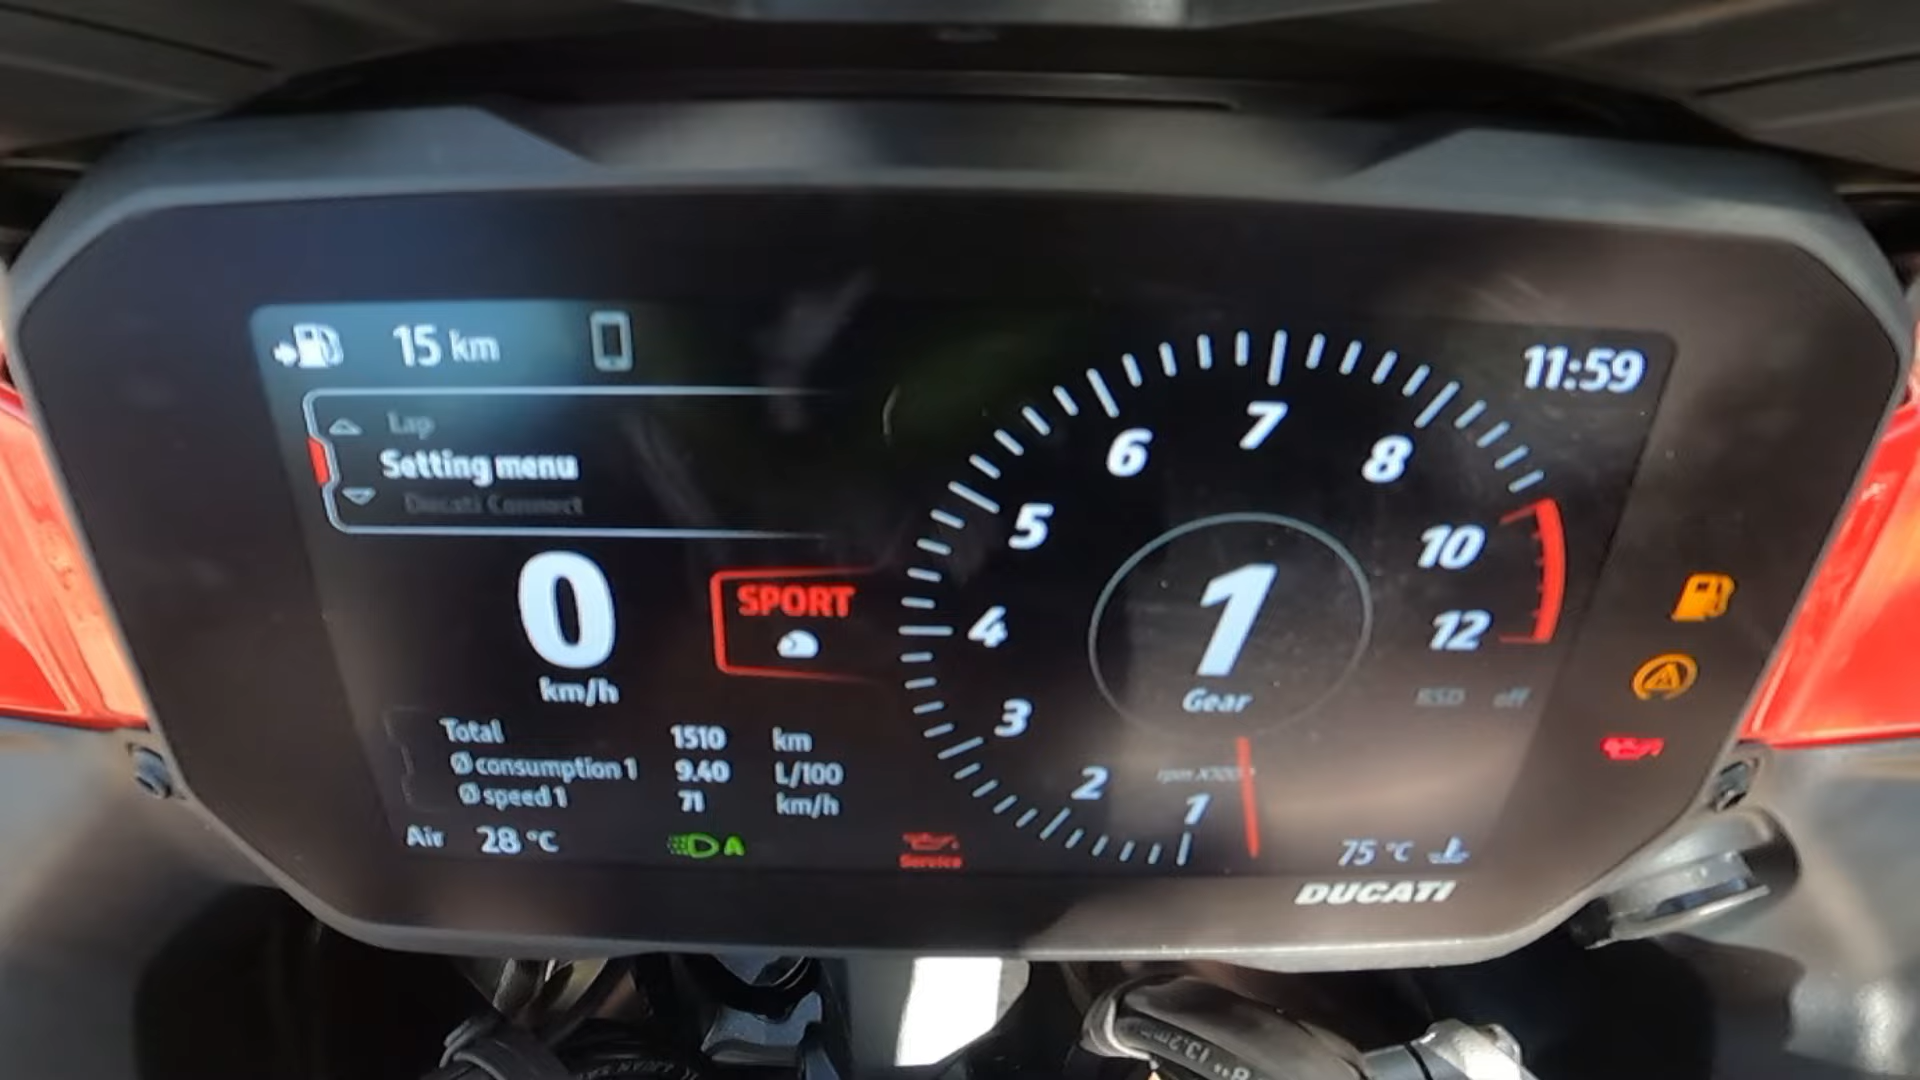 15 km
11:59
Lap
Setting menu
Ducati Connect
0
km/h
SPORT
1
2
3
4
5
6
7
8
10
12
1
Gear
off
Total 1510 km
Ø consumption 1 9.40 L/100
Ø speed 1 71 km/h
Air 28 °C
A
Service
75 °C
DUCATI